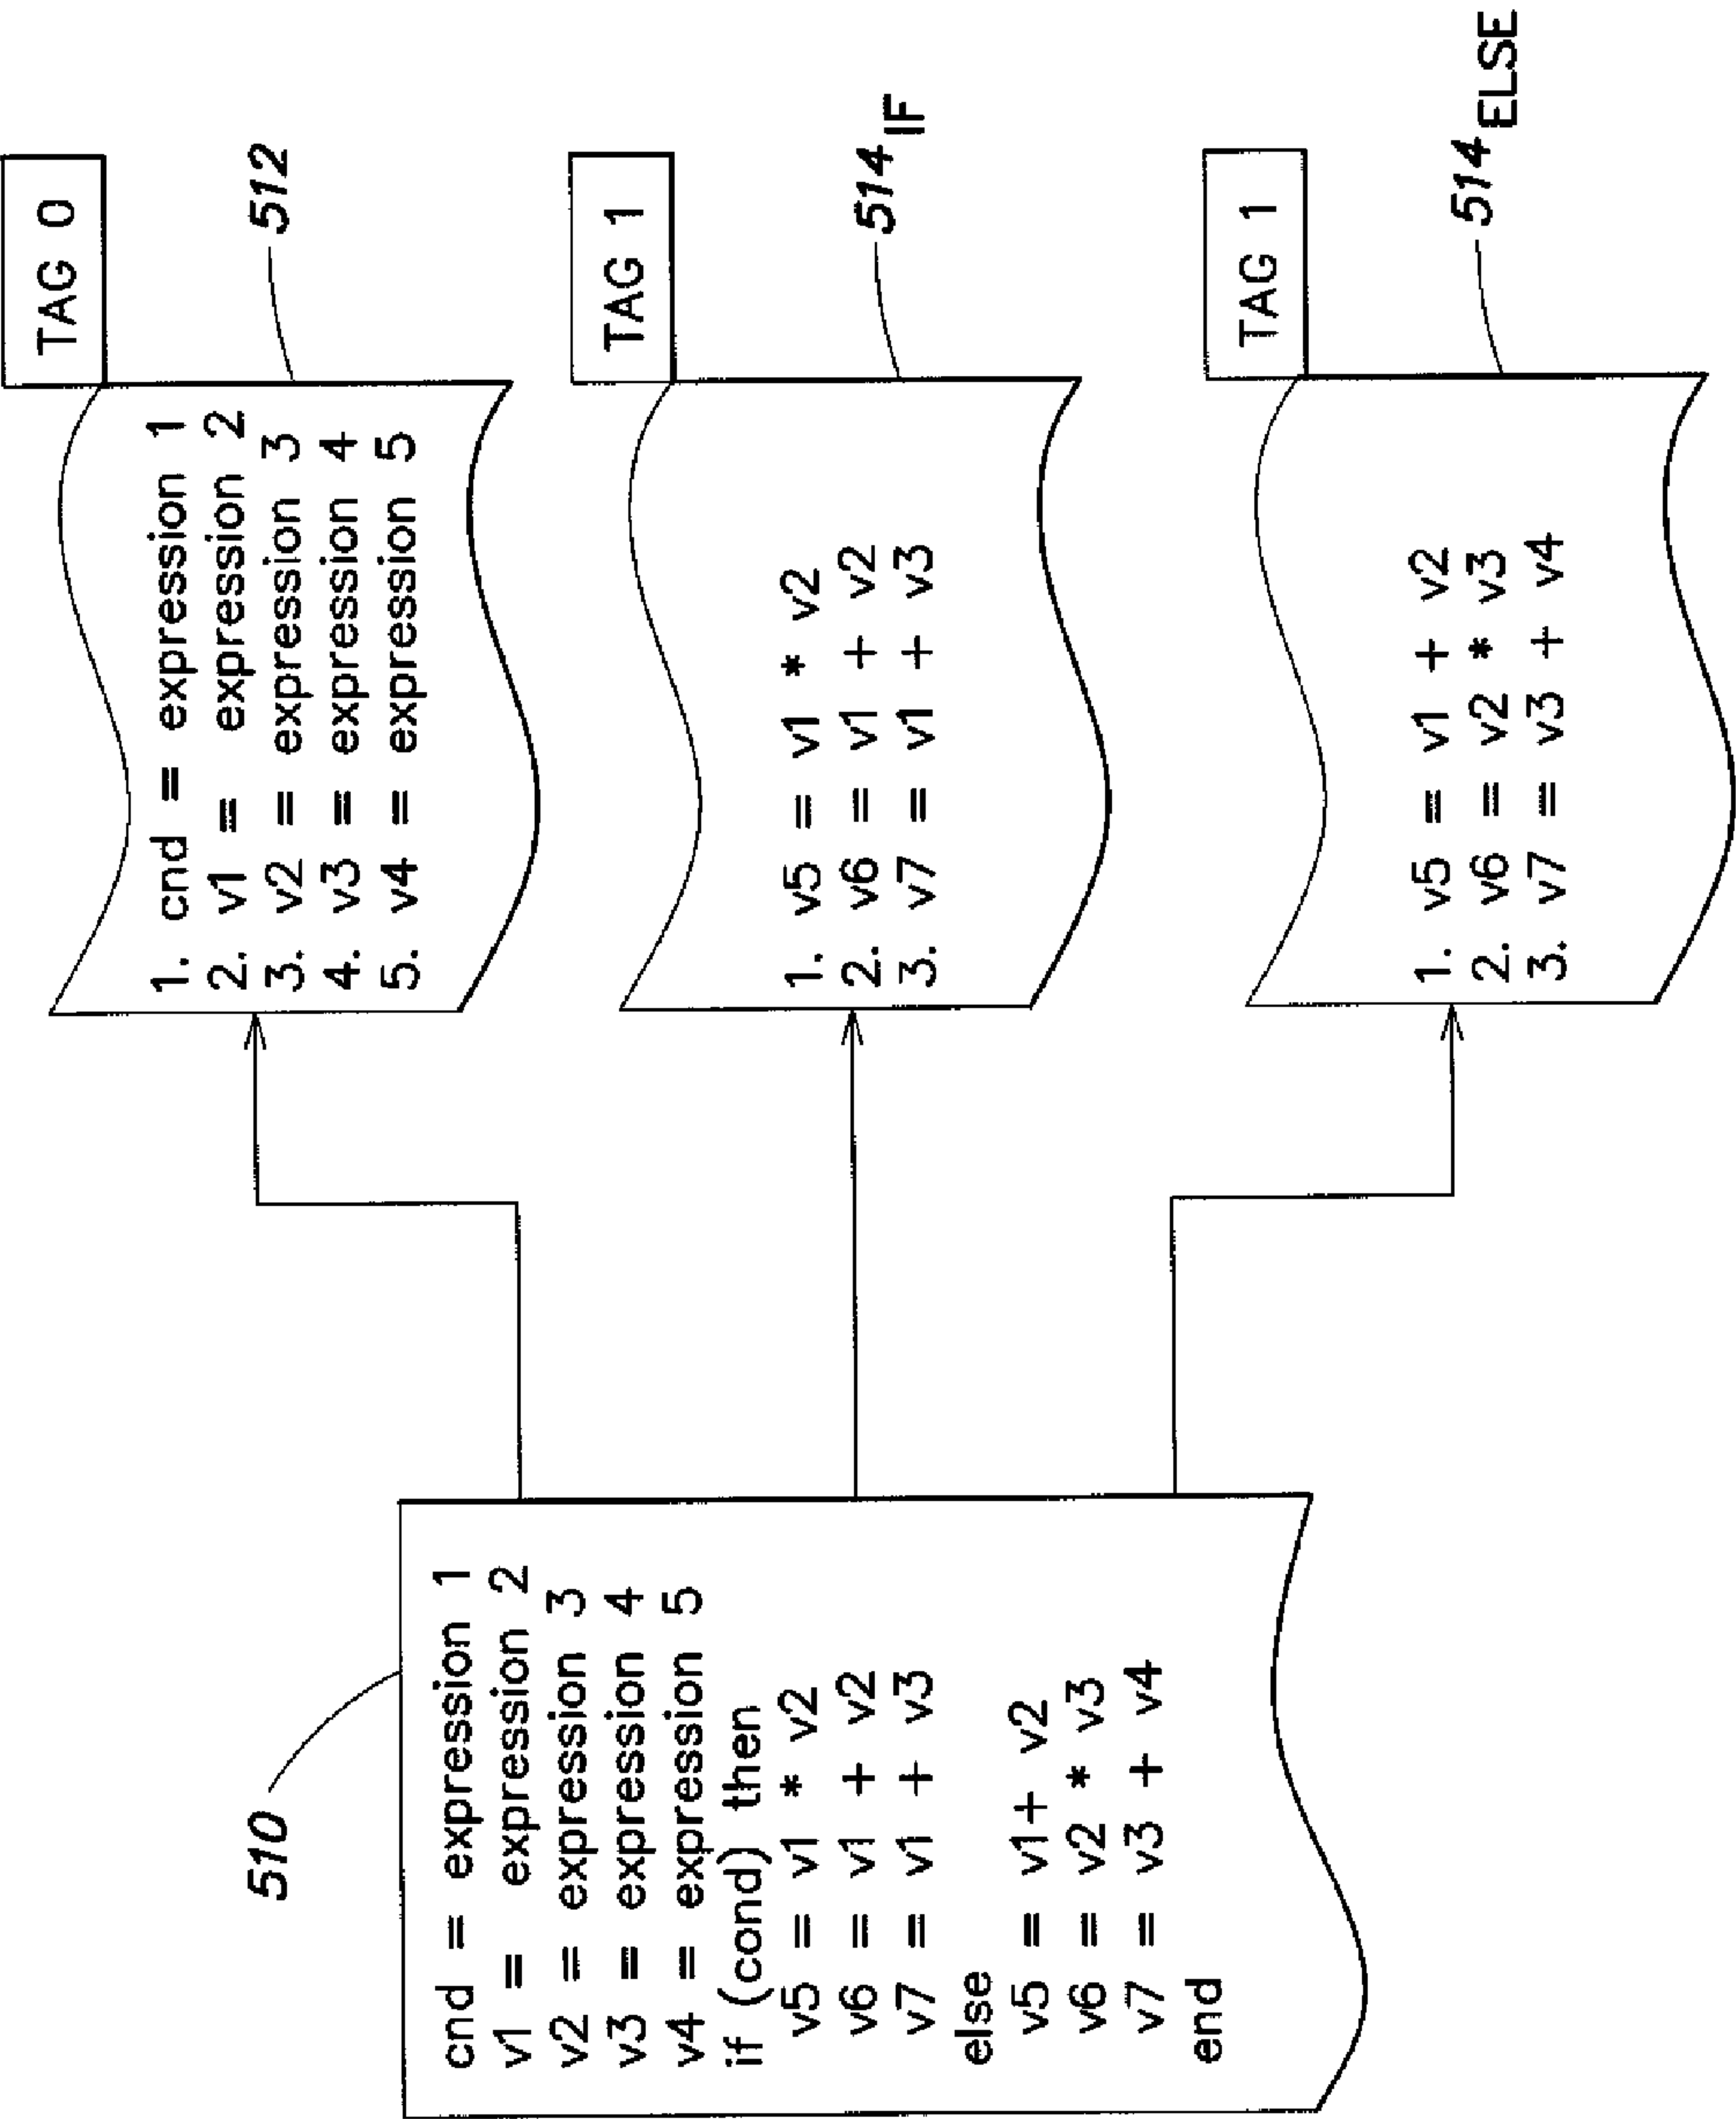 510
cnd = expression 1
v1 = expression 2
v2 = expression 3
v3 = expression 4
v4 = expression 5
if (cond) then
v5 = v1 * v2
v6 = v1 + v2
v7 = v1 + v3
else
v5 = v1+ v2
v6 = v2 * v3
v7 = v3 + v4
end
TAG 0
512
1. cnd = expression 1
2. v1 = expression 2
3. v2 = expression 3
4. v3 = expression 4
5. v4 = expression 5
TAG 1
514 IF
1. v5 = v1 * v2
2. v6 = v1 + v2
3. v7 = v1 + v3
TAG 1
514 ELSE
1. v5 = v1 + v2
2. v6 = v2 * v3
3. v7 = v3 + v4